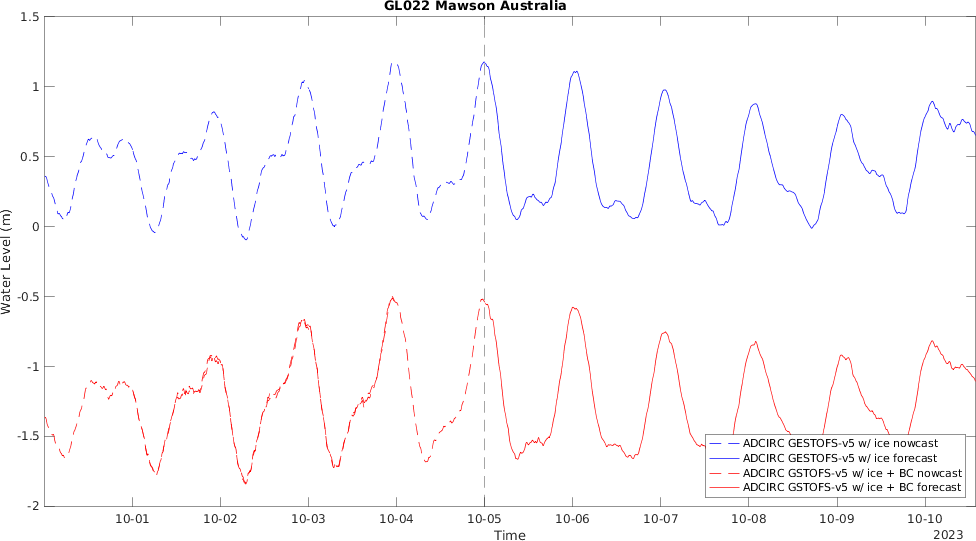 GL022 Mawson Australia
1.5
1
0.5
0
-0.5
-1
-1.5
-2
Water Level (m)
10-01 10-02 10-03 10-04 10-05 10-06 10-07 10-08 10-09 10-10
Time
2023
ADCIRC GESTOFS-v5 w/ ice nowcast
ADCIRC GESTOFS-v5 w/ ice forecast
ADCIRC GSTOFS-v5 w/ ice + BC nowcast
ADCIRC GSTOFS-v5 w/ ice + BC forecast